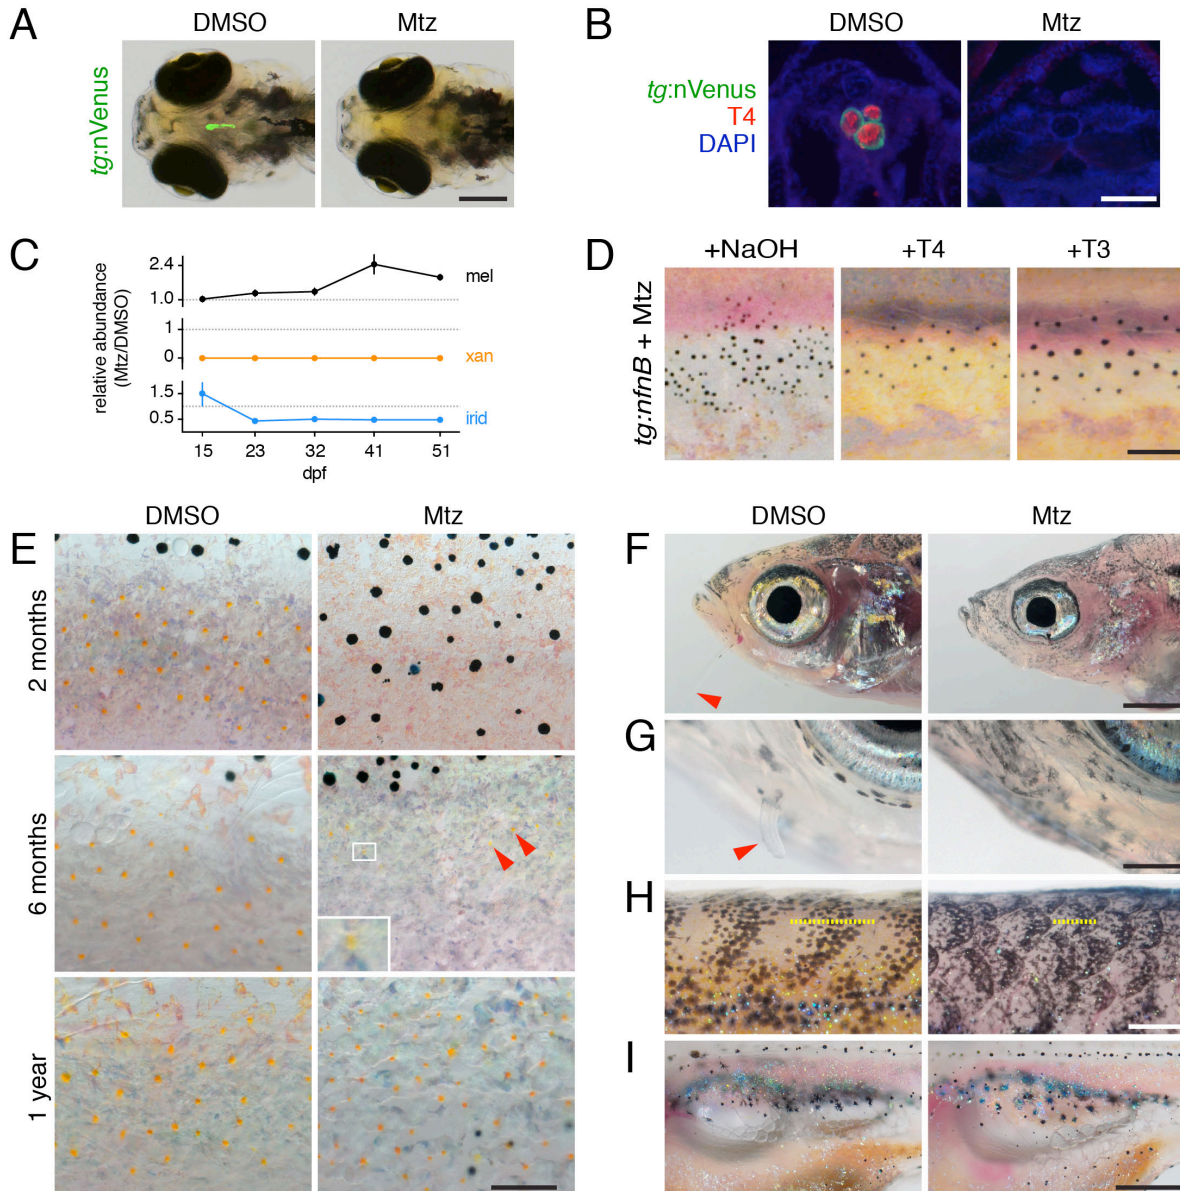 A
DMSO
Mtz
tg:nVenus
B
DMSO
Mtz
tg:nVenus
T4
DAPI
C
relative abundance
(Mtz/DMSO)
2.4
1.0
mel
1
0
xan
1.5
0.5
irid
15
23
32
41
51
dpf
D
+NaOH
+T4
+T3
tg:nfnB + Mtz
DMSO
Mtz
E
2 months
6 months
1 year
DMSO
Mtz
F
G
H
I